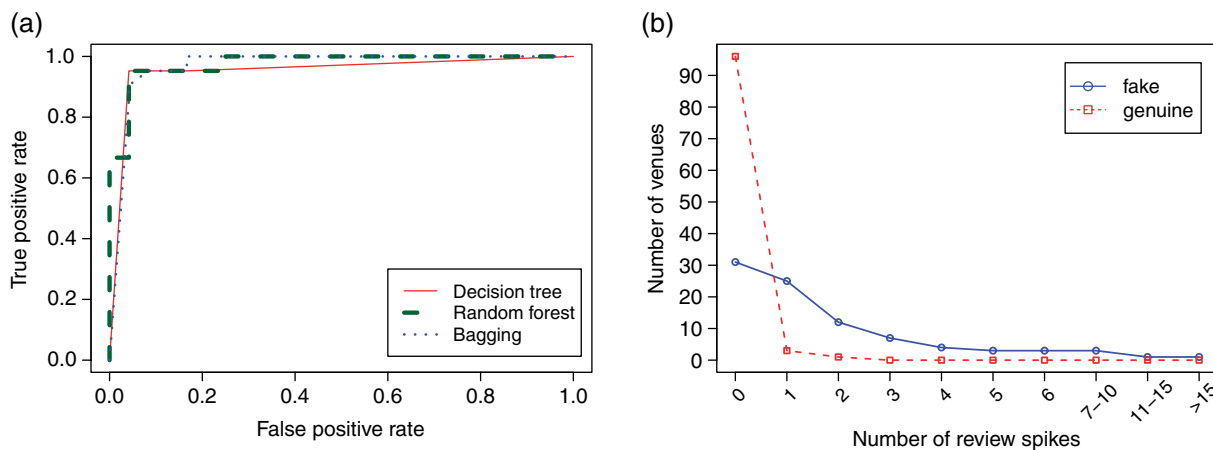 (a)
True positive rate
1.0
0.8
0.6
0.4
0.2
0.0
Decision tree
Random forest
Bagging
0.0 0.2 0.4 0.6 0.8 1.0
False positive rate
(b)
Number of venues
90
80
70
60
50
40
30
20
10
0
fake
genuine
0 1 2 3 4 5 6 7–10 11–15 >15
Number of review spikes